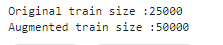 Original train size :25000
Augmented train size :50000